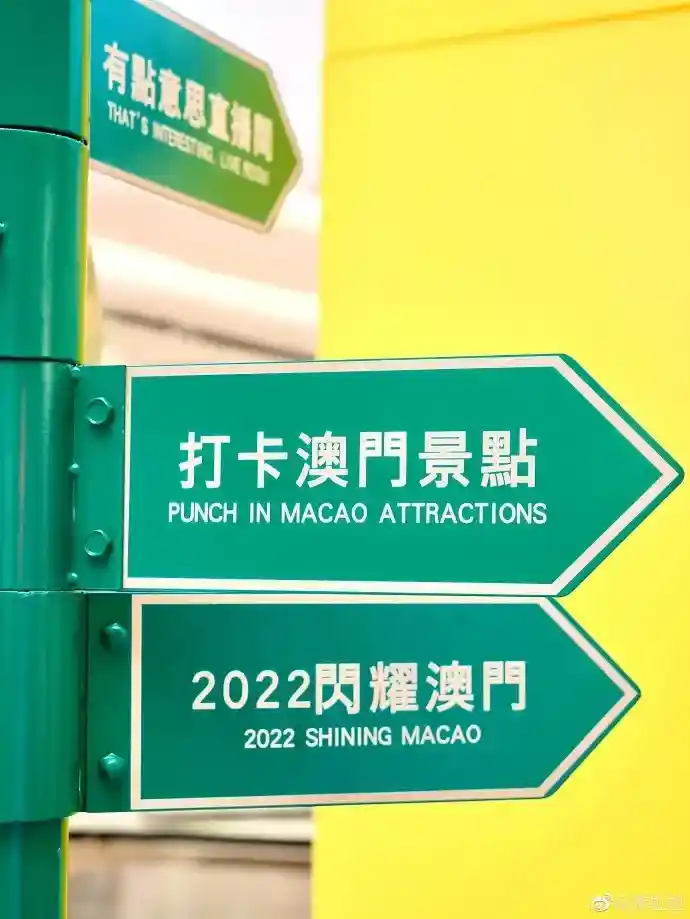 有點意思直播間
THAT'S INTERESTING, LIVE ROOM
打卡澳門景點
PUNCH IN MACAO ATTRACTIONS
2022閃耀澳門
2022 SHINING MACAO